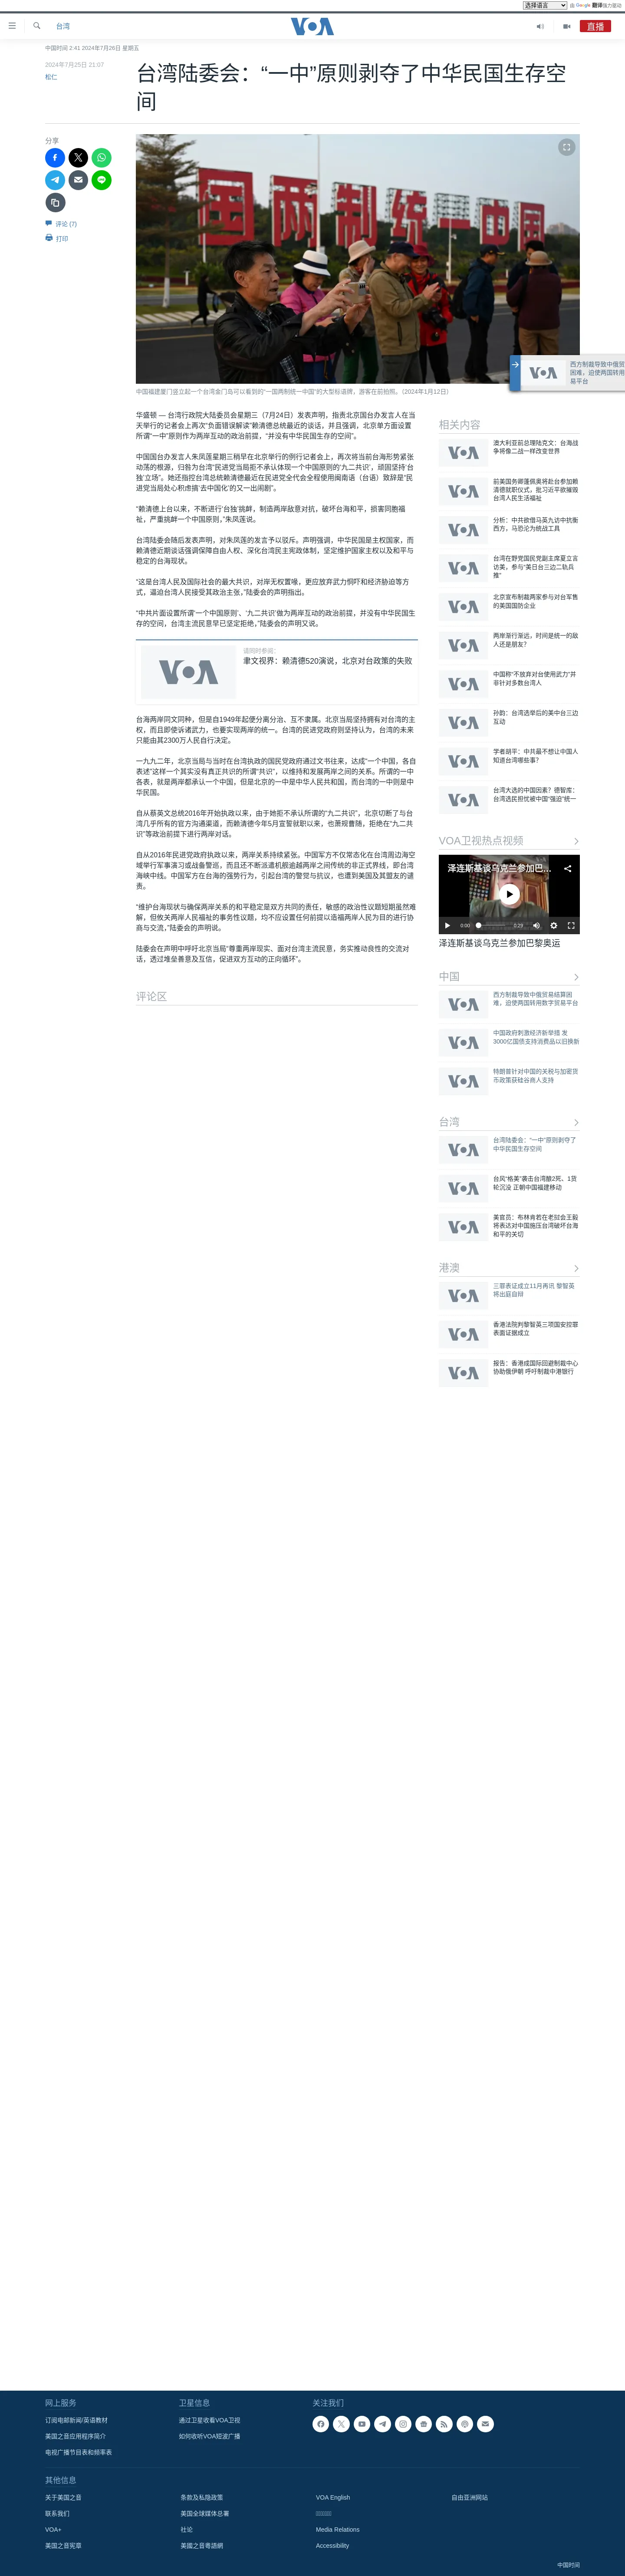 选择语言 由 Google 翻译强力驱动
台湾
VOA
直播
中国时间 2:41 2024年7月26日 星期五
2024年7月25日 21:07
松仁
台湾陆委会：“一中”原则剥夺了中华民国生存空
间
分享
评论 (7)
打印
一国两制统一中国
中国福建厦门竖立起一个台湾金门岛可以看到的“一国两制统一中国”的大型标语牌，游客在前拍照。（2024年1月12日）
西方制裁导致中俄贸
困难，迫使两国转用
易平台
华盛顿 — 台湾行政院大陆委员会星期三（7月24日）发表声明，指责北京国台办发言人在当
天举行的记者会上再次“负面错误解读”赖清德总统最近的谈话，并且强调，北京单方面设置
所谓“一中”原则作为两岸互动的政治前提，“并没有中华民国生存的空间”。
中国国台办发言人朱凤莲星期三稍早在北京举行的例行记者会上，再次将当前台海形势紧张
动荡的根源，归咎为台湾“民进党当局拒不承认体现一个中国原则的‘九二共识’，顽固坚持‘台
独’立场”。她还指控台湾总统赖清德最近在民进党全代会全程使用闽南语（台语）致辞是“民
进党当局处心积虑搞‘去中国化’的又一出闹剧”。
“赖清德上台以来，不断进行‘台独’挑衅，制造两岸敌意对抗，破坏台海和平，损害同胞福
祉，严重挑衅一个中国原则，”朱凤莲说。
台湾陆委会随后发表声明，对朱凤莲的发言予以驳斥。声明强调，中华民国是主权国家，而
赖清德近期谈话强调保障自由人权、深化台湾民主宪政体制，坚定维护国家主权以及和平与
稳定的台海现状。
“这是台湾人民及国际社会的最大共识，对岸无权置喙，更应放弃武力恫吓和经济胁迫等方
式，逼迫台湾人民接受其政治主张，”陆委会的声明指出。
“中共片面设置所谓‘一个中国原则’、‘九二共识’做为两岸互动的政治前提，并没有中华民国生
存的空间，台湾主流民意早已坚定拒绝，”陆委会的声明又说。
请同时参阅：
聿文视界：赖清德520演说，北京对台政策的失败
VOA
台海两岸同文同种，但是自1949年起便分离分治、互不隶属。北京当局坚持拥有对台湾的主
权，而且即使诉诸武力，也要实现两岸的统一。台湾的民进党政府则坚持认为，台湾的未来
只能由其2300万人民自行决定。
一九九二年，北京当局与当时在台湾执政的国民党政府通过文书往来，达成“一个中国，各自
表述”这样一个其实没有真正共识的所谓“共识”，以维持和发展两岸之间的关系。所谓的一中
各表，就是两岸都承认一个中国，但是北京的一中是中华人民共和国，而台湾的一中则是中
华民国。
自从蔡英文总统2016年开始执政以来，由于她拒不承认所谓的“九二共识”，北京切断了与台
湾几乎所有的官方沟通渠道，而赖清德今年5月宣誓就职以来，也萧规曹随，拒绝在“九二共
识”等政治前提下进行两岸对话。
自从2016年民进党政府执政以来，两岸关系持续紧张。中国军方不仅常态化在台湾周边海空
域举行军事演习或战备警巡，而且还不断派遣机舰逾越两岸之间的非正式界线，即台湾
海峡中线。中国军方在台海的强势行为，引起台湾的警觉与抗议，也遭到美国及其盟友的谴
责。
“维护台海现状与确保两岸关系的和平稳定是双方共同的责任，敏感的政治性议题短期虽然难
解，但攸关两岸人民福祉的事务性议题，均不应设置任何前提以造福两岸人民为目的进行协
商与交流，”陆委会的声明说。
陆委会在声明中呼吁北京当局“尊重两岸现实、面对台湾主流民意，务实推动良性的交流对
话，透过堆垒善意及互信，促进双方互动的正向循环”。
评论区
相关内容
VOA
澳大利亚前总理陆克文：台海战
争将像二战一样改变世界
VOA
前美国务卿蓬佩奥将赴台参加赖
清德就职仪式，批习近平欲摧毁
台湾人民生活福祉
VOA
分析：中共欲借马英九访中抗衡
西方，马恐沦为统战工具
VOA
台湾在野党国民党副主席夏立言
访美，参与“美日台三边二轨兵
推”
VOA
北京宣布制裁两家参与对台军售
的美国国防企业
VOA
两岸渐行渐远，时间是统一的敌
人还是朋友？
VOA
中国称“不放弃对台使用武力”并
非针对多数台湾人
VOA
孙韵：台湾选举后的美中台三边
互动
VOA
学者胡平：中共最不想让中国人
知道台湾哪些事？
VOA
台湾大选的中国因素？德智库：
台湾选民担忧被中国“强迫”统一
VOA卫视热点视频
泽连斯基谈乌克兰参加巴...
0:00
0:29
泽连斯基谈乌克兰参加巴黎奥运
中国
VOA
西方制裁导致中俄贸易结算困
难，迫使两国转用数字贸易平台
VOA
中国政府刺激经济新举措 发
3000亿国债支持消费品以旧换新
VOA
特朗普针对中国的关税与加密货
币政策获硅谷商人支持
台湾
VOA
台湾陆委会：“一中”原则剥夺了
中华民国生存空间
VOA
台风“格美”袭击台湾酿2死、1货
轮沉没 正朝中国福建移动
VOA
美官员：布林肯若在老挝会王毅
将表达对中国施压台湾破坏台海
和平的关切
港澳
VOA
三罪表证成立11月再讯 黎智英
将出庭自辩
VOA
香港法院判黎智英三项国安控罪
表面证据成立
VOA
报告：香港成国际回避制裁中心
协助俄伊朝 呼吁制裁中港银行
网上服务
订阅电邮新闻/英语教材
美国之音应用程序简介
电视广播节目表和频率表
卫星信息
通过卫星收看VOA卫视
如何收听VOA短波广播
关注我们
其他信息
关于美国之音
联系我们
VOA+
美国之音宪章
条款及私隐政策
美国全球媒体总署
社论
美國之音粵語網
VOA English
Media Relations
Accessibility
自由亚洲网站
中国时间